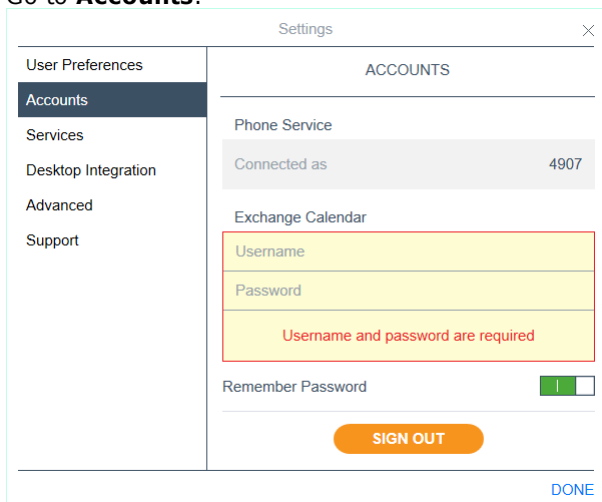 Go to Accounts.
Settings
User Preferences
Accounts
Services
Desktop Integration
Advanced
Support
ACCOUNTS
Phone Service
Connected as 4907
Exchange Calendar
Username
Password
Username and password are required
Remember Password
SIGN OUT
DONE